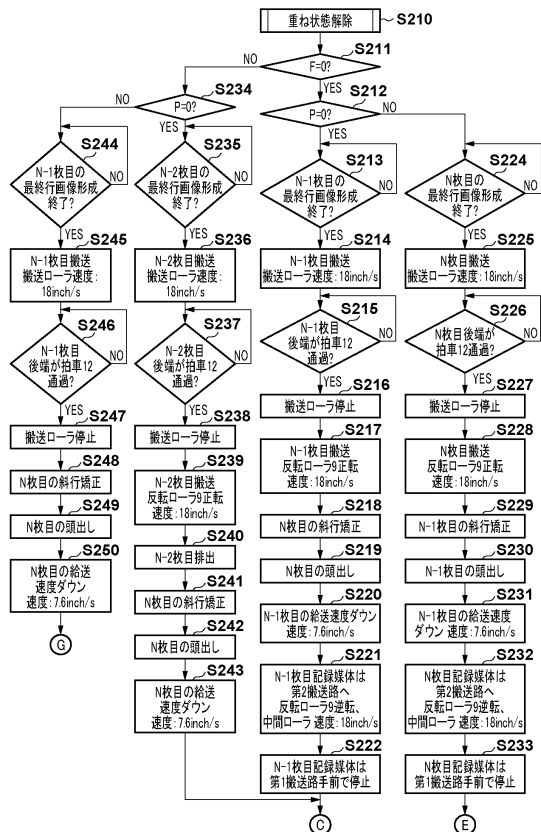 重ね状態解除
S210
S211
F=0?
NO
YES
S234
P=0?
NO
YES
S212
P=0?
NO
YES
S244
N-1枚目の
最終行画像形成
終了?
NO
YES
S245
N-1枚目搬送
搬送ローラ速度:
18inch/s
S246
N-1枚目
後端が拍車12
通過?
NO
YES
S247
搬送ローラ停止
S248
N枚目の斜行矯正
S249
N枚目の頭出し
S250
N枚目の給送
速度ダウン
速度:7.6inch/s
G
S235
N-2枚目の
最終行画像形成
終了?
NO
YES
S236
N-2枚目搬送
搬送ローラ速度:
18inch/s
S237
N-2枚目
後端が拍車12
通過?
NO
YES
S238
搬送ローラ停止
S239
N-2枚目搬送
反転ローラ9正転
速度:18inch/s
S240
N-2枚目排出
S241
N枚目の斜行矯正
S242
N枚目の頭出し
S243
N枚目の給送
速度ダウン
速度:7.6inch/s
S213
N-1枚目の
最終行画像形成
終了?
NO
YES
S214
N-1枚目搬送
搬送ローラ速度:18inch/s
S215
N-1枚目
後端が拍車12
通過?
NO
YES
S216
搬送ローラ停止
S217
N-1枚目搬送
反転ローラ9正転
速度:18inch/s
S218
N枚目の斜行矯正
S219
N枚目の頭出し
S220
N-1枚目の給送速度ダウン
速度:7.6inch/s
S221
N-1枚目記録媒体は
第2搬送路へ
反転ローラ9逆転、
中間ローラ 速度:18inch/s
S222
N-1枚目記録媒体は
第1搬送路手前で停止
C
S224
N枚目の
最終行画像形成
終了?
NO
YES
S225
N枚目搬送
搬送ローラ速度:18inch/s
S226
N枚目後端が
拍車12通過?
NO
YES
S227
搬送ローラ停止
S228
N枚目搬送
反転ローラ9正転
速度:18inch/s
S229
N-1枚目の斜行矯正
S230
N-1枚目の頭出し
S231
N-1枚目の給送速度
ダウン 速度:7.6inch/s
S232
N枚目記録媒体は
第2搬送路へ
反転ローラ9逆転、
中間ローラ 速度:18inch/s
S233
N枚目記録媒体は
第1搬送路手前で停止
E